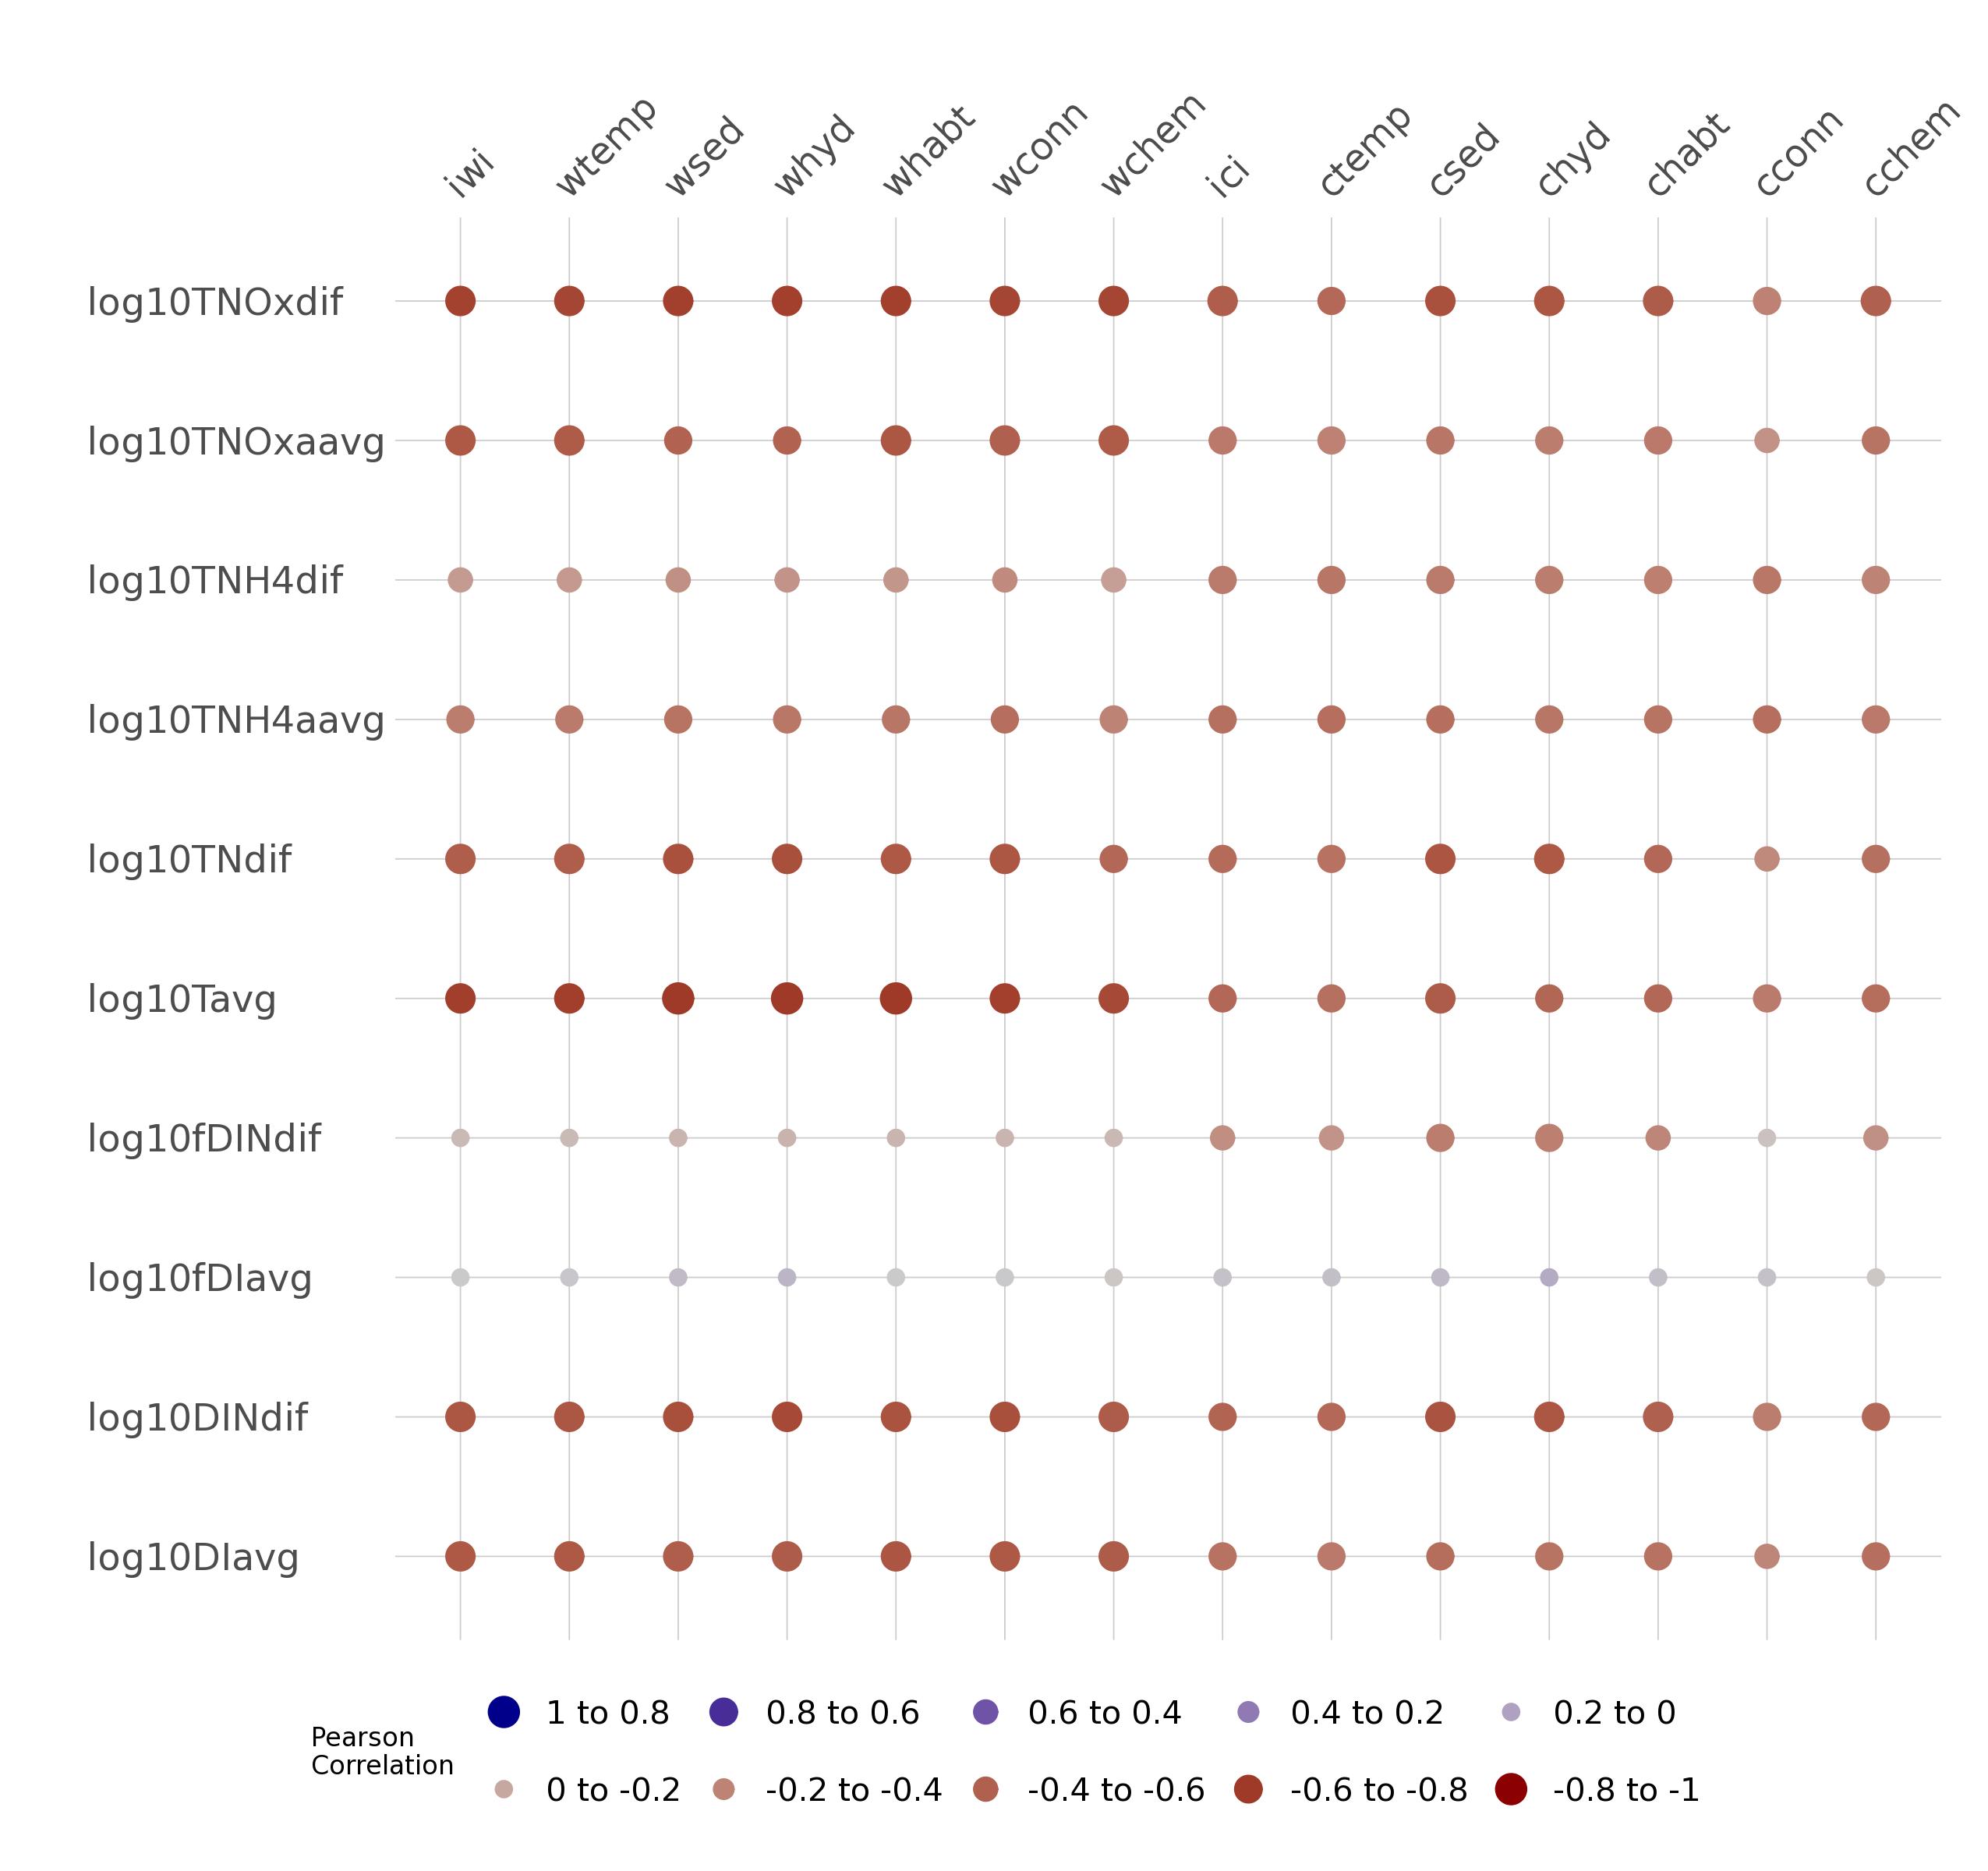 iwi
wtemp
wsed
whyd
whabt
wconn
wchem
ici
ctemp
csed
chyd
chabt
cconn
cchem
log10TNOxdif
log10TNOxaavg
log10TNH4dif
log10TNH4aavg
log10TNdif
log10Tavg
log10fDINdif
log10fDIavg
log10DINdif
log10DIavg
Pearson
Correlation
1 to 0.8
0.8 to 0.6
0.6 to 0.4
0.4 to 0.2
0.2 to 0
0 to -0.2
-0.2 to -0.4
-0.4 to -0.6
-0.6 to -0.8
-0.8 to -1